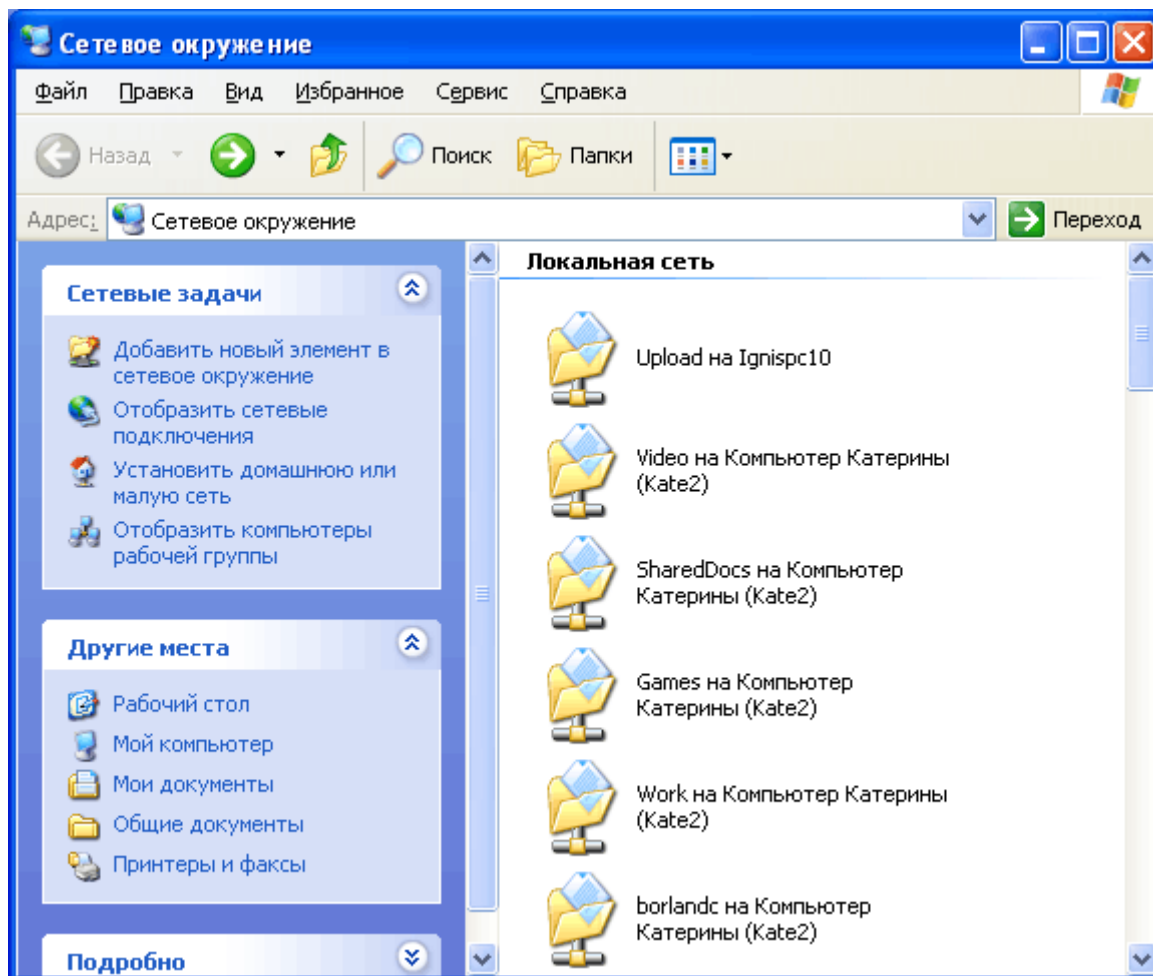 Сетевое окружение
Файл Правка Вид Избранное Сервис Справка
Назад Поиск Папки
Адрес: Сетевое окружение Переход
Сетевые задачи
Добавить новый элемент в
сетевое окружение
Отобразить сетевые
подключения
Установить домашнюю или
малую сеть
Отобразить компьютеры
рабочей группы
Другие места
Рабочий стол
Мой компьютер
Мои документы
Общие документы
Принтеры и факсы
Подробно
Локальная сеть
Upload на Ignispc10
Video на Компьютер Катерины
(Kate2)
SharedDocs на Компьютер
Катерины (Kate2)
Games на Компьютер
Катерины (Kate2)
Work на Компьютер Катерины
(Kate2)
borlandc на Компьютер
Катерины (Kate2)